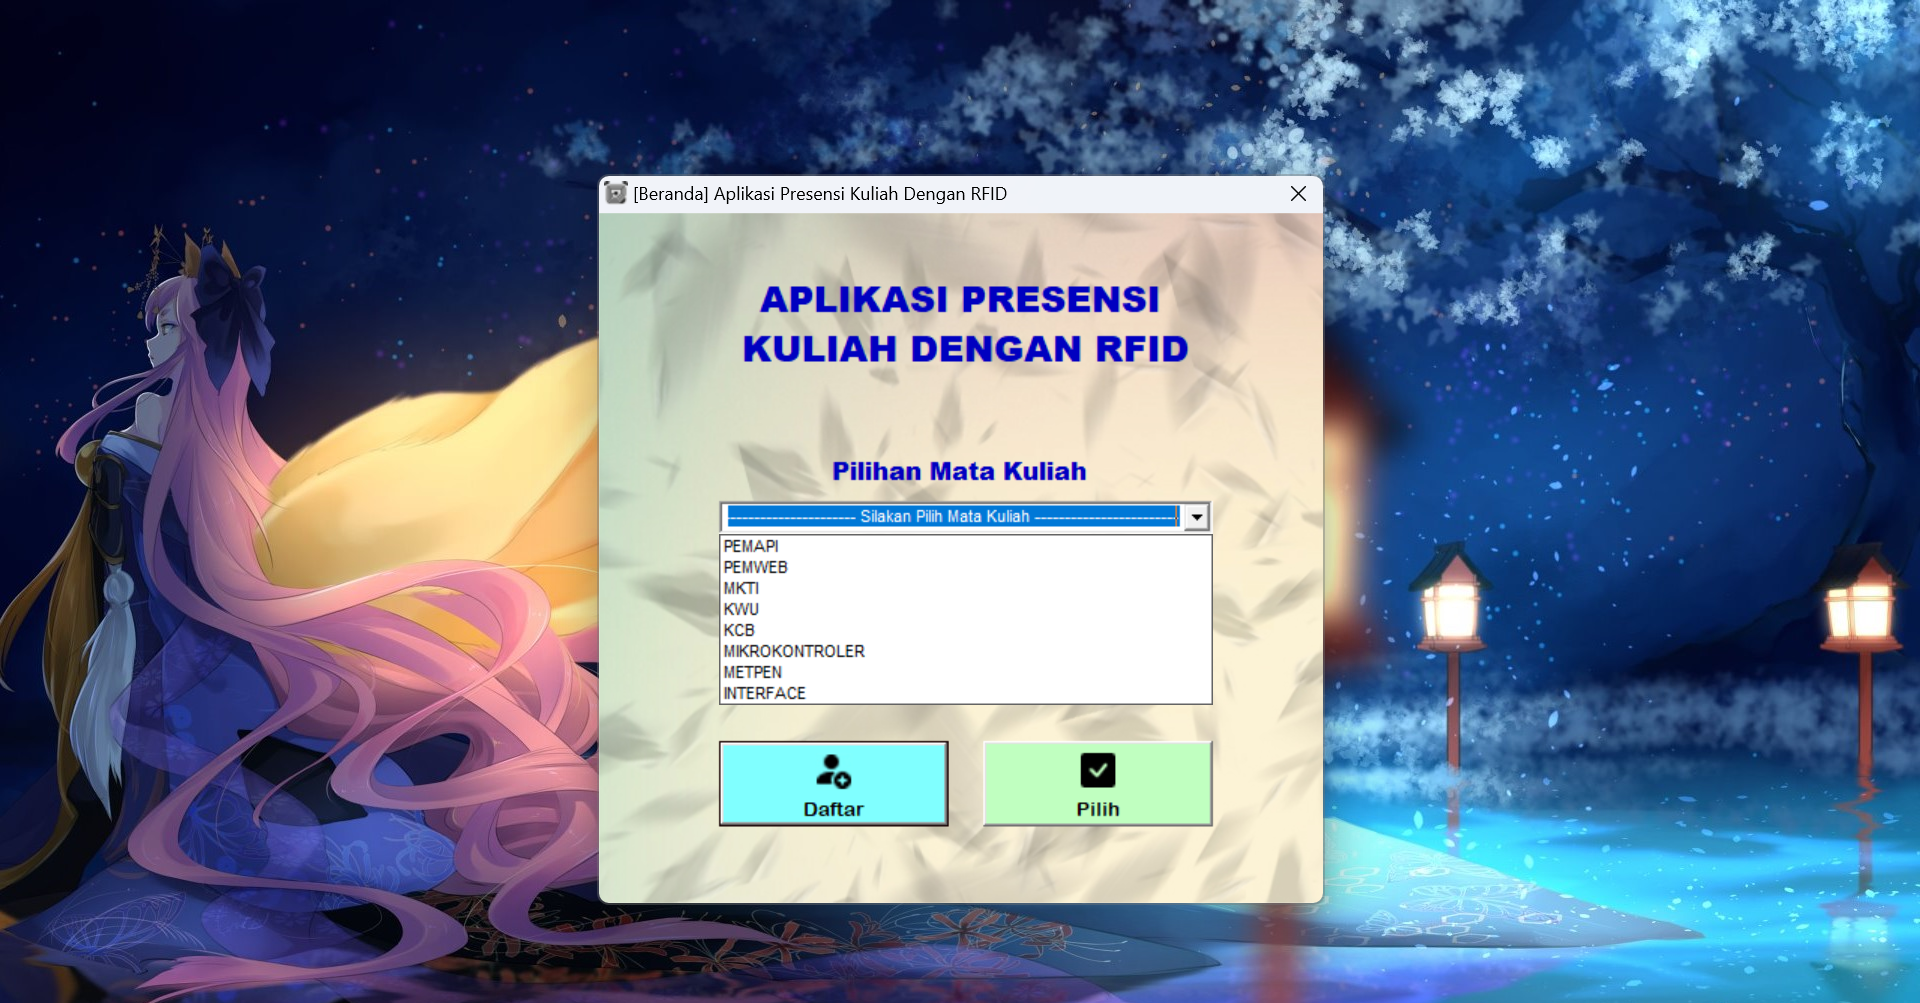 [Beranda] Aplikasi Presensi Kuliah Dengan RFID
APLIKASI PRESENSI
KULIAH DENGAN RFID
Pilihan Mata Kuliah
--------------------- Silakan Pilih Mata Kuliah -----------------------
PEMAPI
PEMWEB
MKTI
KWU
KCB
MIKROKONTROLER
METPEN
INTERFACE
Daftar
Pilih